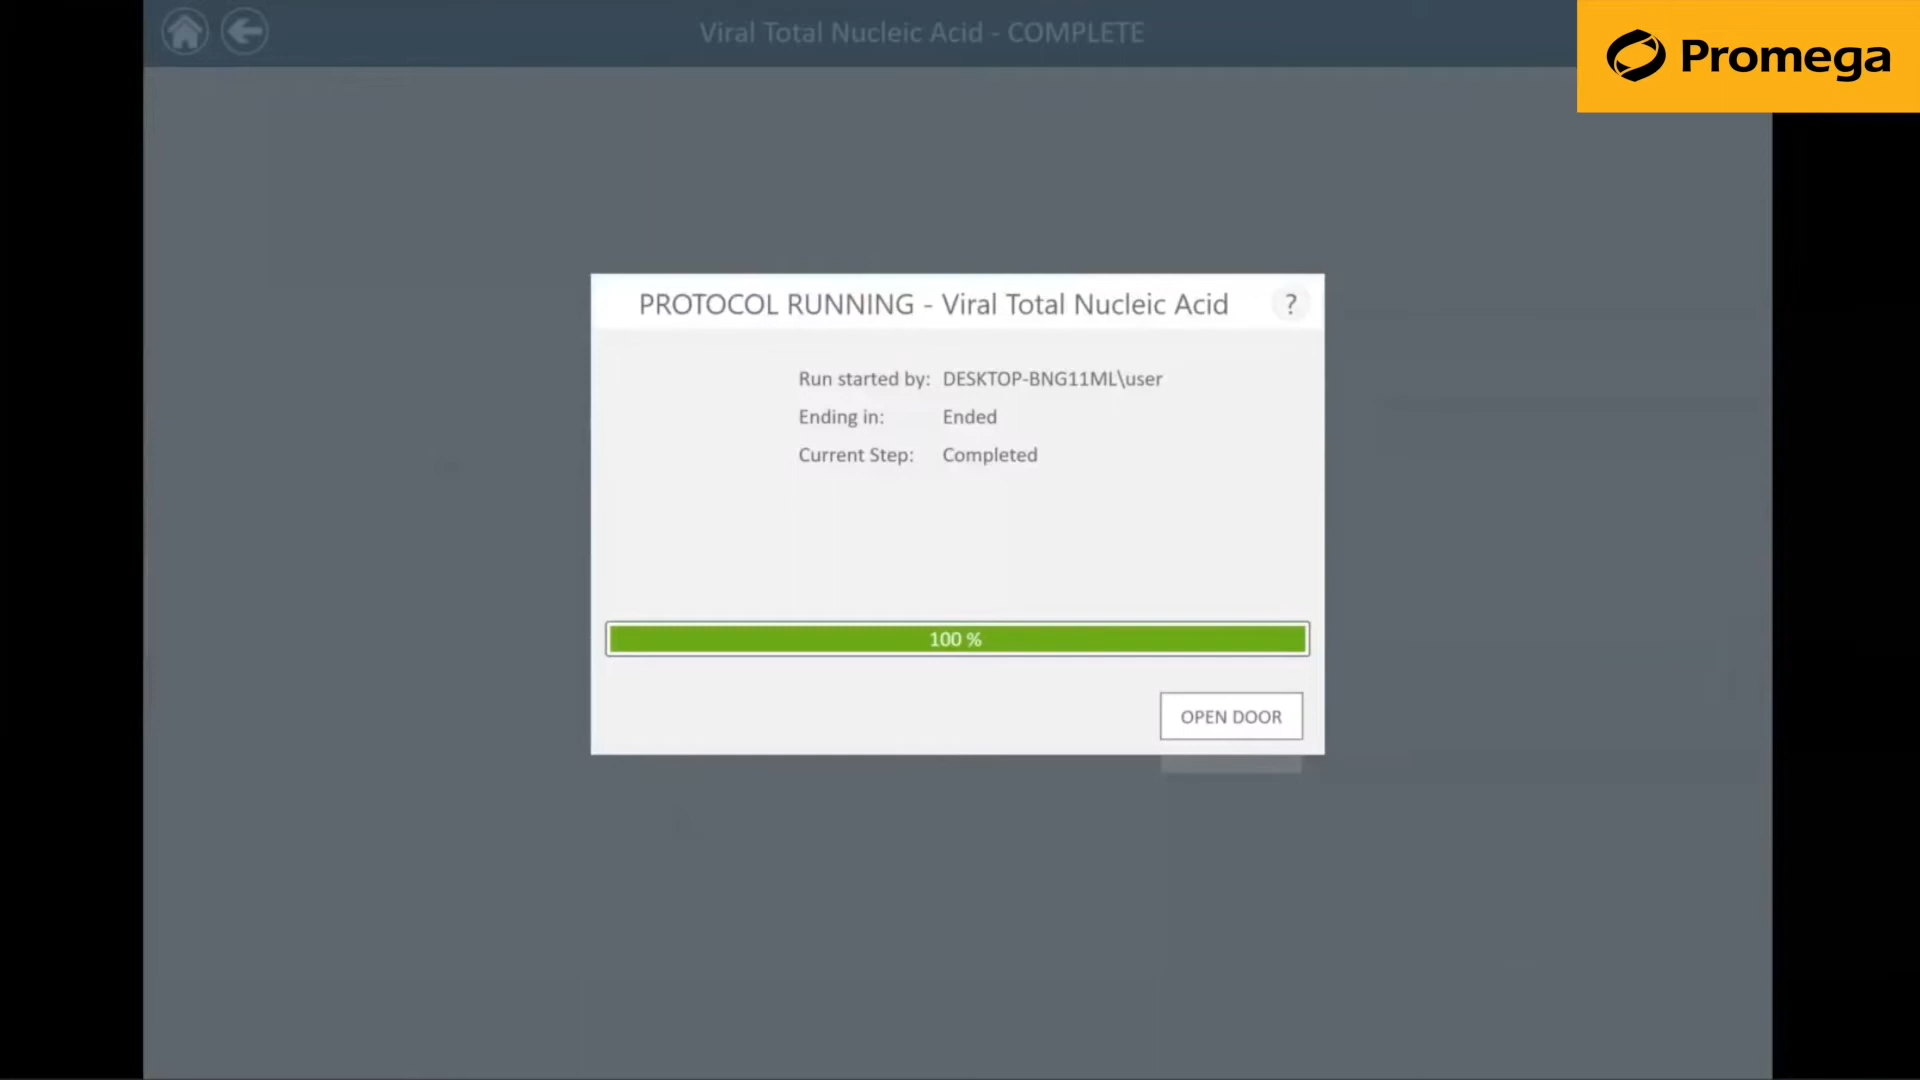 Viral Total Nucleic Acid - COMPLETE
Promega
PROTOCOL RUNNING - Viral Total Nucleic Acid ?
Run started by: DESKTOP-BNG11ML\user
Ending in: Ended
Current Step: Completed
100 %
OPEN DOOR